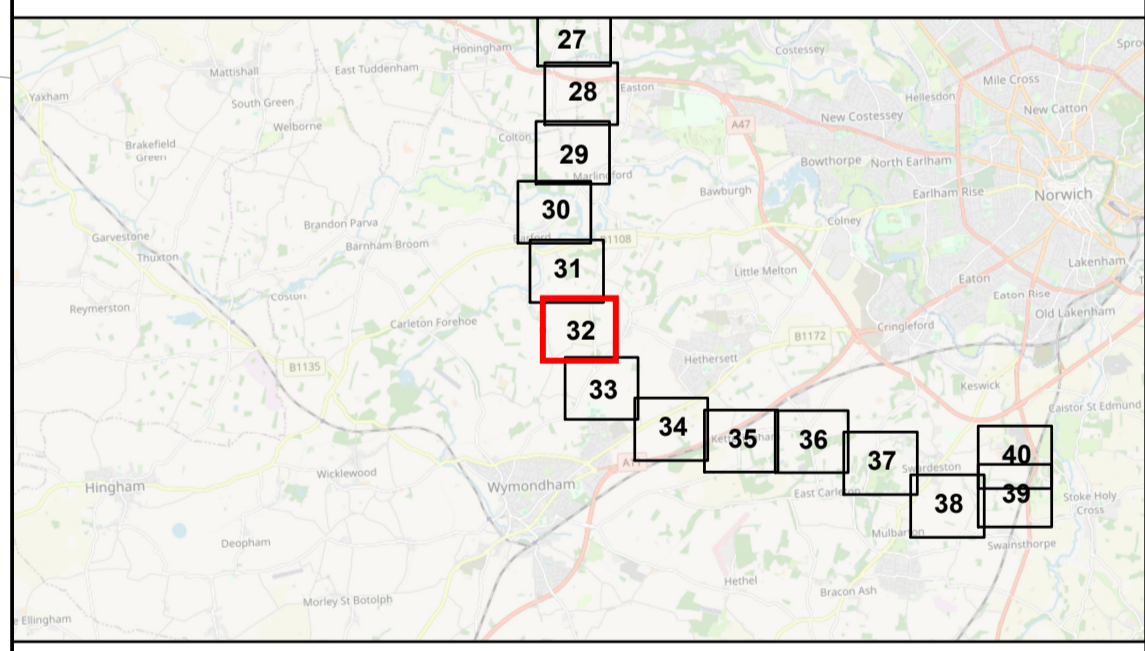 27
Honingham
Costessey
Mattishall
East Tuddenham
Mile Cross
Yaxham
South Green
28
Easton
Hellesdon
New Catton
Welborne
Colton
A47
New Costessey
Brakefield
Green
29
Marlingford
Bowthorpe
North Earlham
Bawburgh
Earlham Rise
Norwich
30
Brandon Parva
Colney
Garvestone
Barnham Broom
B1108
Thuxton
31
Little Melton
Eaton
Lakenham
Coston
Eaton Rise
Reymerston
Old Lakenham
Carleton Forehoe
32
B1172
Cringleford
Hethersett
B1135
33
Keswick
Caistor St Edmund
34
35
36
40
A11
37
Swardeston
Wicklewood
Wymondham
East Carleton
Hingham
38
39
Stoke Holy
Cross
Mulbarton
Deopham
Swainsthorpe
Hethel
Bracon Ash
Morley St Botolph
e Ellingham